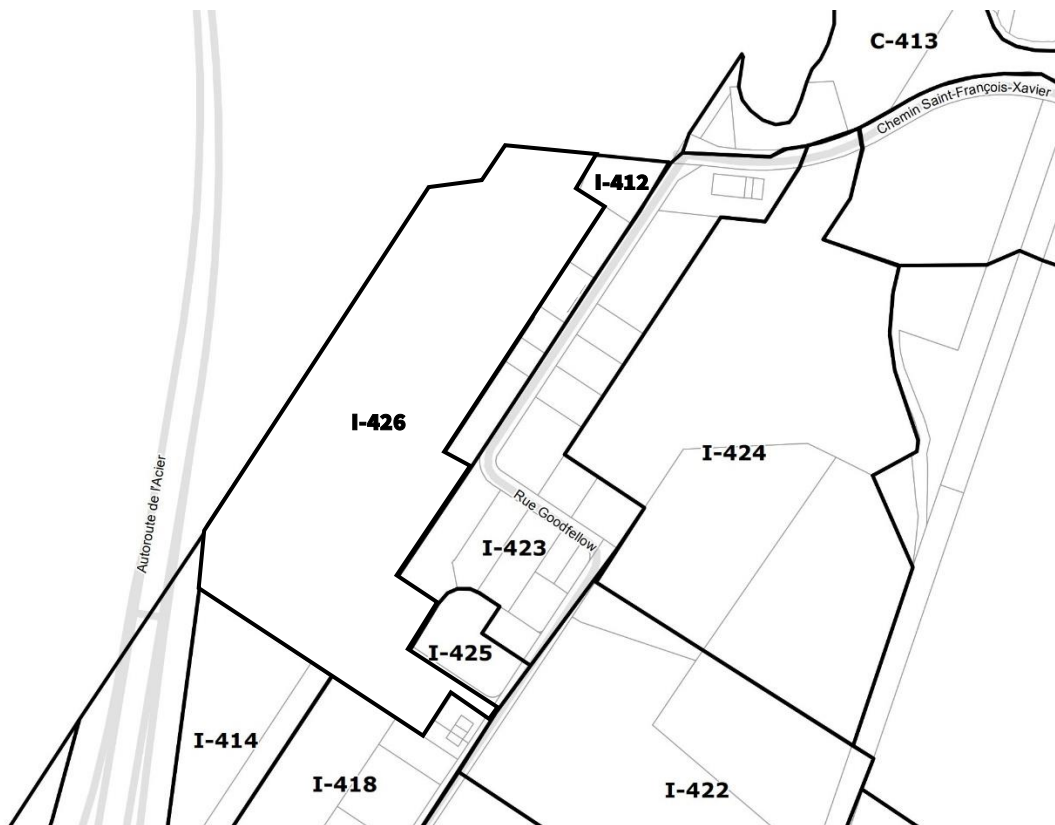 C-413
Chemin Saint-François-Xavier
I-412
I-426
I-424
Autoroute de l'Acier
Rue Goodfellow
I-423
I-425
I-414
I-418
I-422